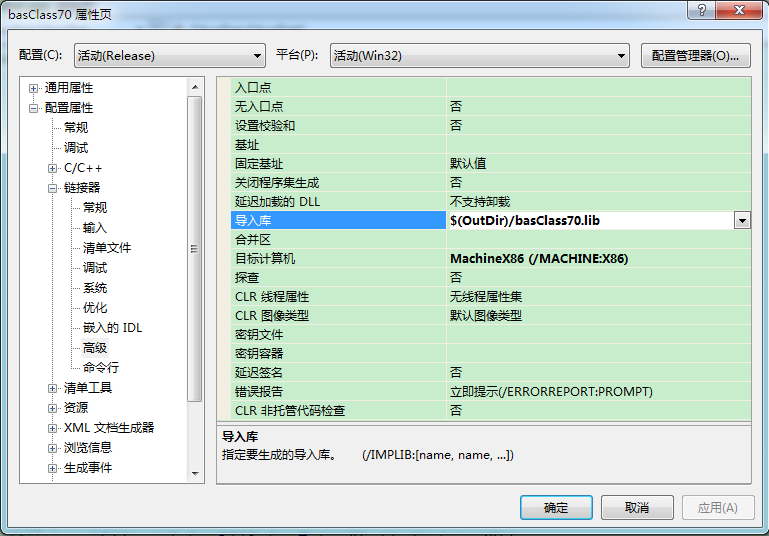 basClass70 属性页
配置(C): 活动(Release) 平台(P): 活动(Win32) 配置管理器(O)...
通用属性
配置属性
常规
调试
C/C++
链接器
常规
输入
清单文件
调试
系统
优化
嵌入的 IDL
高级
命令行
清单工具
资源
XML 文档生成器
浏览信息
生成事件
入口点
无入口点 否
设置校验和 否
基址
固定基址 默认值
关闭程序集生成 否
延迟加载的 DLL 不支持卸载
导入库 $(OutDir)/basClass70.lib
合并区
目标计算机 MachineX86 (/MACHINE:X86)
探查 否
CLR 线程属性 无线程属性集
CLR 图像类型 默认图像类型
密钥文件
密钥容器
延迟签名 否
错误报告 立即提示(/ERRORREPORT:PROMPT)
CLR 非托管代码检查 否
导入库
指定要生成的导入库。 (/IMPLIB:[name, name, ...])
确定 取消 应用(A)